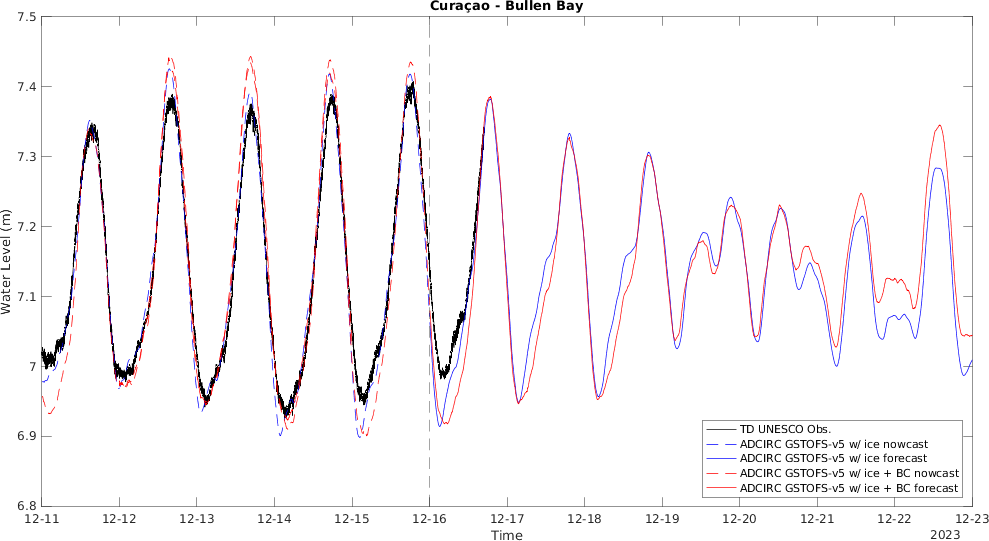 Curaçao - Bullen Bay
7.5
7.4
7.3
7.2
7.1
7
6.9
6.8
Water Level (m)
TD UNESCO Obs.
ADCIRC GSTOFS-v5 w/ ice nowcast
ADCIRC GSTOFS-v5 w/ ice forecast
ADCIRC GSTOFS-v5 w/ ice + BC nowcast
ADCIRC GSTOFS-v5 w/ ice + BC forecast
12-11 12-12 12-13 12-14 12-15 12-16 12-17 12-18 12-19 12-20 12-21 12-22 12-23
Time
2023